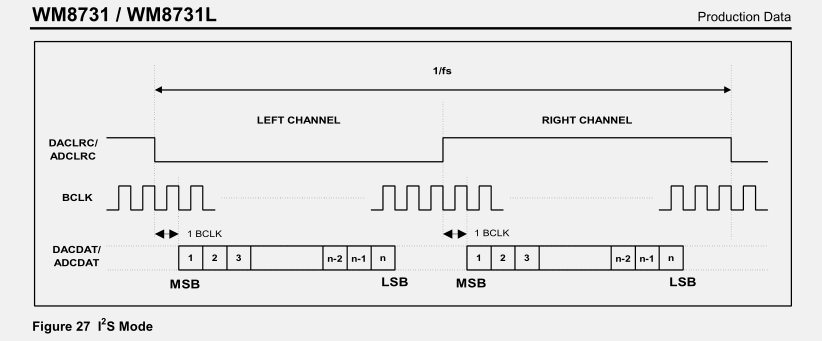 WM8731 / WM8731L
Production Data
1/fs
LEFT CHANNEL
RIGHT CHANNEL
DACLRC/
ADCLRC
BCLK
1 BCLK
1 BCLK
DACDAT/
ADCDAT
1 2 3 n-2 n-1 n
1 2 3 n-2 n-1 n
MSB
LSB
MSB
LSB
Figure 27 I²S Mode